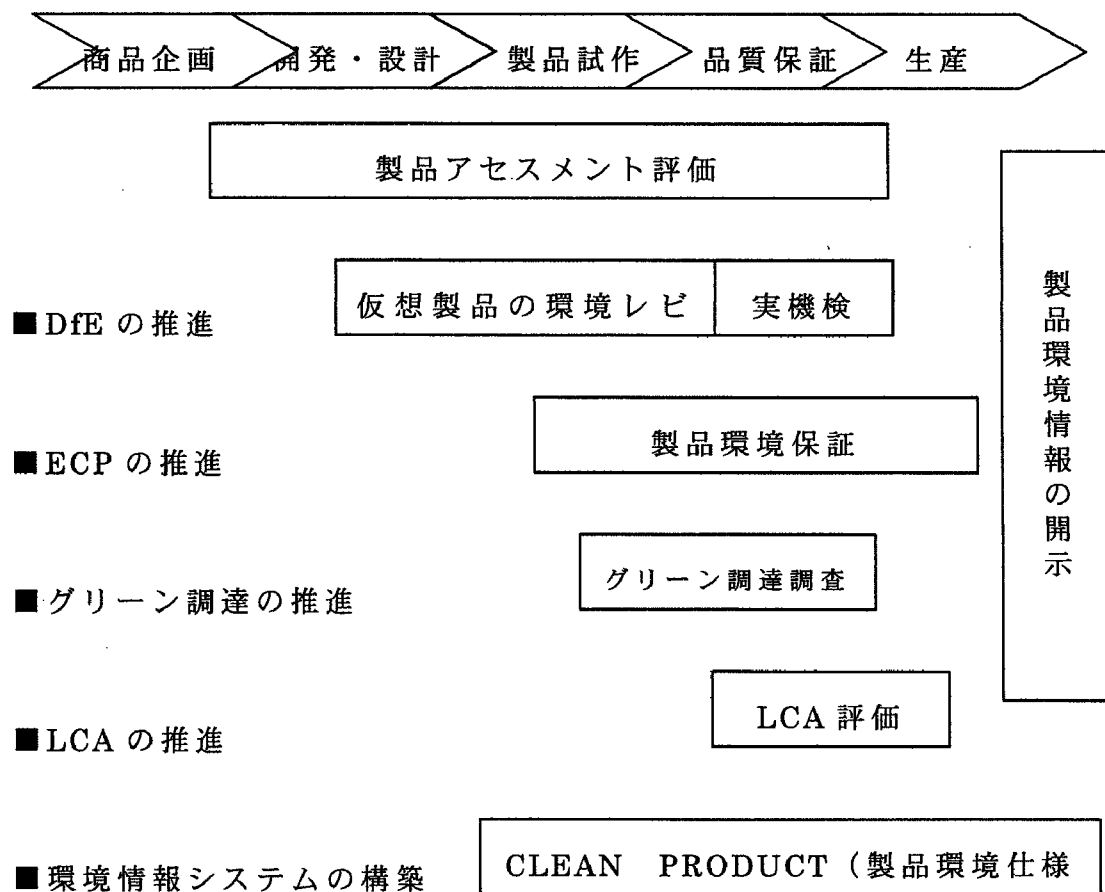 商品企画 開発・設計 製品試作 品質保証 生産
製品アセスメント評価
仮想製品の環境レビ 実機検
■DfE の推進
製品環境保証
■ECP の推進
グリーン調達調査
■グリーン調達の推進
LCA 評価
■LCA の推進
CLEAN PRODUCT（製品環境仕様
■環境情報システムの構築
製品環境情報の開示